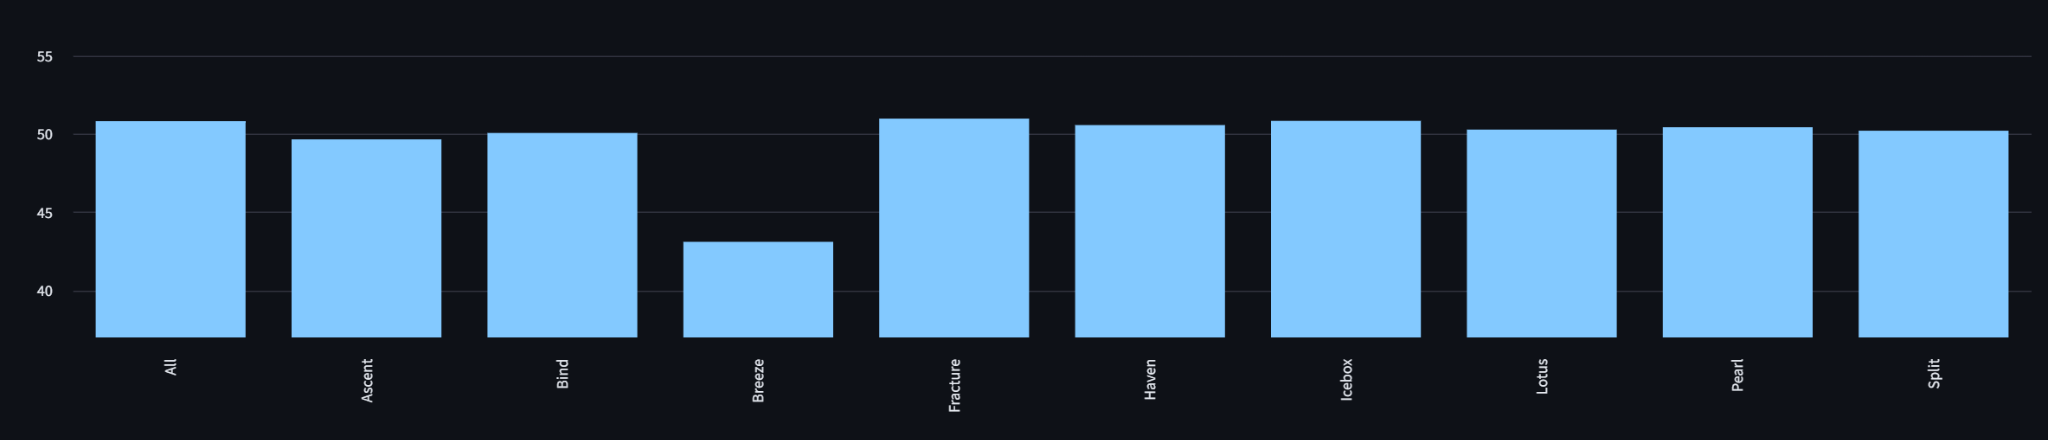 55
50
45
40
All
Ascent
Bind
Breeze
Fracture
Haven
Icebox
Lotus
Pearl
Split